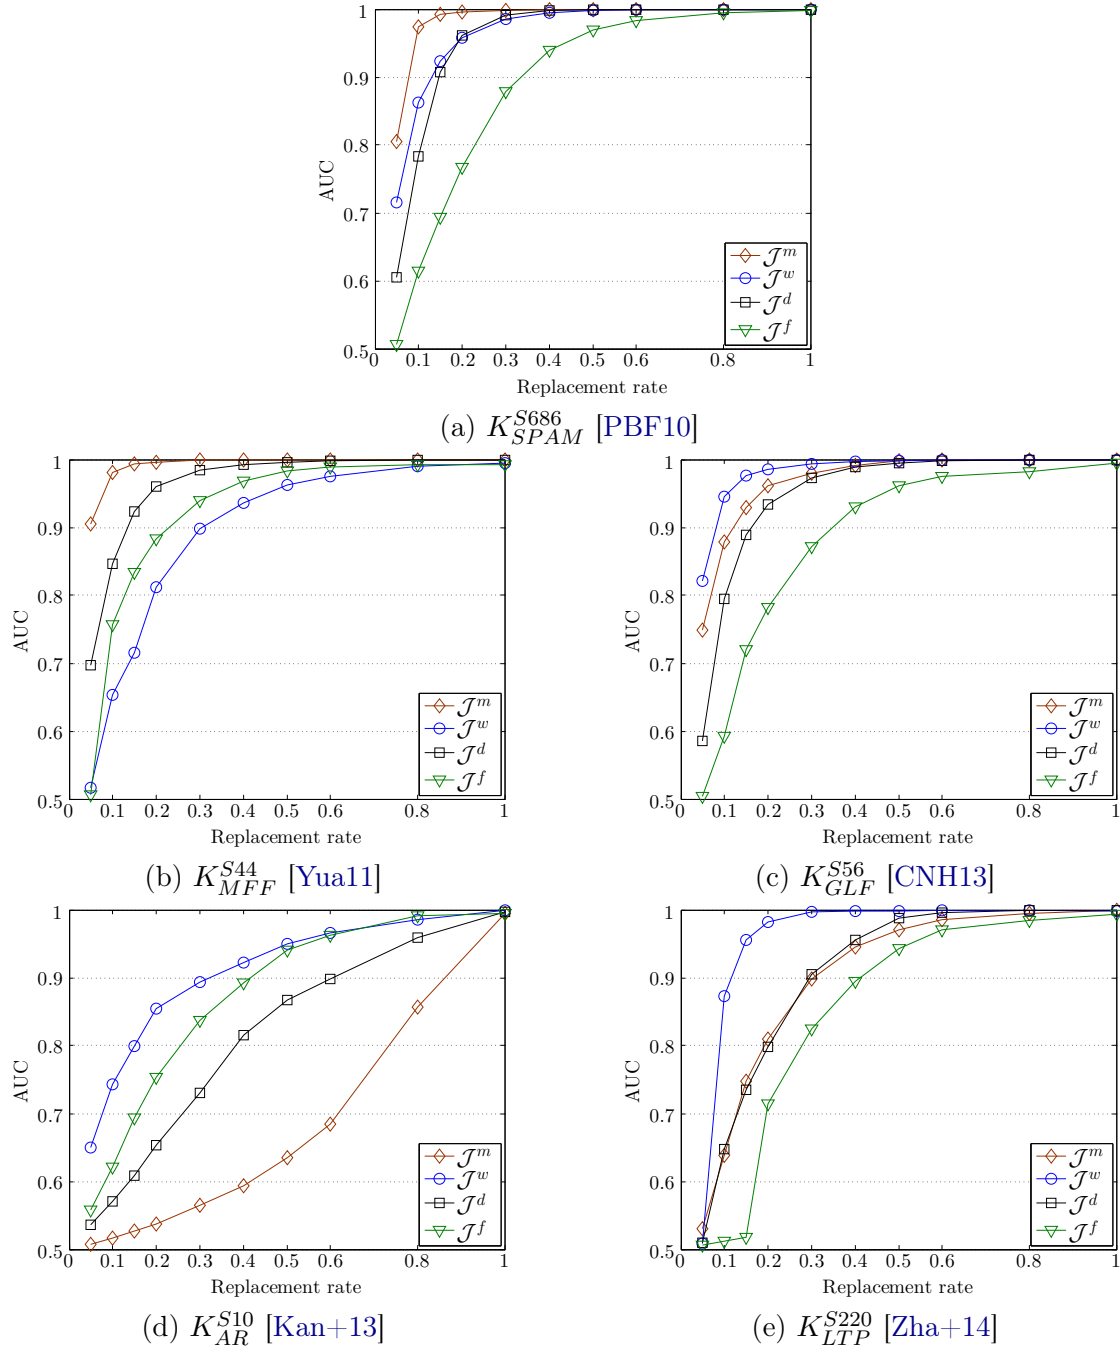 1
0.9
0.8
0.7
0.6
0.5
AUC
0 0.1 0.2 0.3 0.4 0.5 0.6 0.8 1
Replacement rate
𝒥^m
𝒥^w
𝒥^d
𝒥^f
(a) K_{SPAM}^{S686} [PBF10]
1
0.9
0.8
0.7
0.6
0.5
AUC
0 0.1 0.2 0.3 0.4 0.5 0.6 0.8 1
Replacement rate
𝒥^m
𝒥^w
𝒥^d
𝒥^f
(b) K_{MFF}^{S44} [Yua11]
1
0.9
0.8
0.7
0.6
0.5
AUC
0 0.1 0.2 0.3 0.4 0.5 0.6 0.8 1
Replacement rate
𝒥^m
𝒥^w
𝒥^d
𝒥^f
(c) K_{GLF}^{S56} [CNH13]
1
0.9
0.8
0.7
0.6
0.5
AUC
0 0.1 0.2 0.3 0.4 0.5 0.6 0.8 1
Replacement rate
𝒥^m
𝒥^w
𝒥^d
𝒥^f
(d) K_{AR}^{S10} [Kan+13]
1
0.9
0.8
0.7
0.6
0.5
AUC
0 0.1 0.2 0.3 0.4 0.5 0.6 0.8 1
Replacement rate
𝒥^m
𝒥^w
𝒥^d
𝒥^f
(e) K_{LTP}^{S220} [Zha+14]